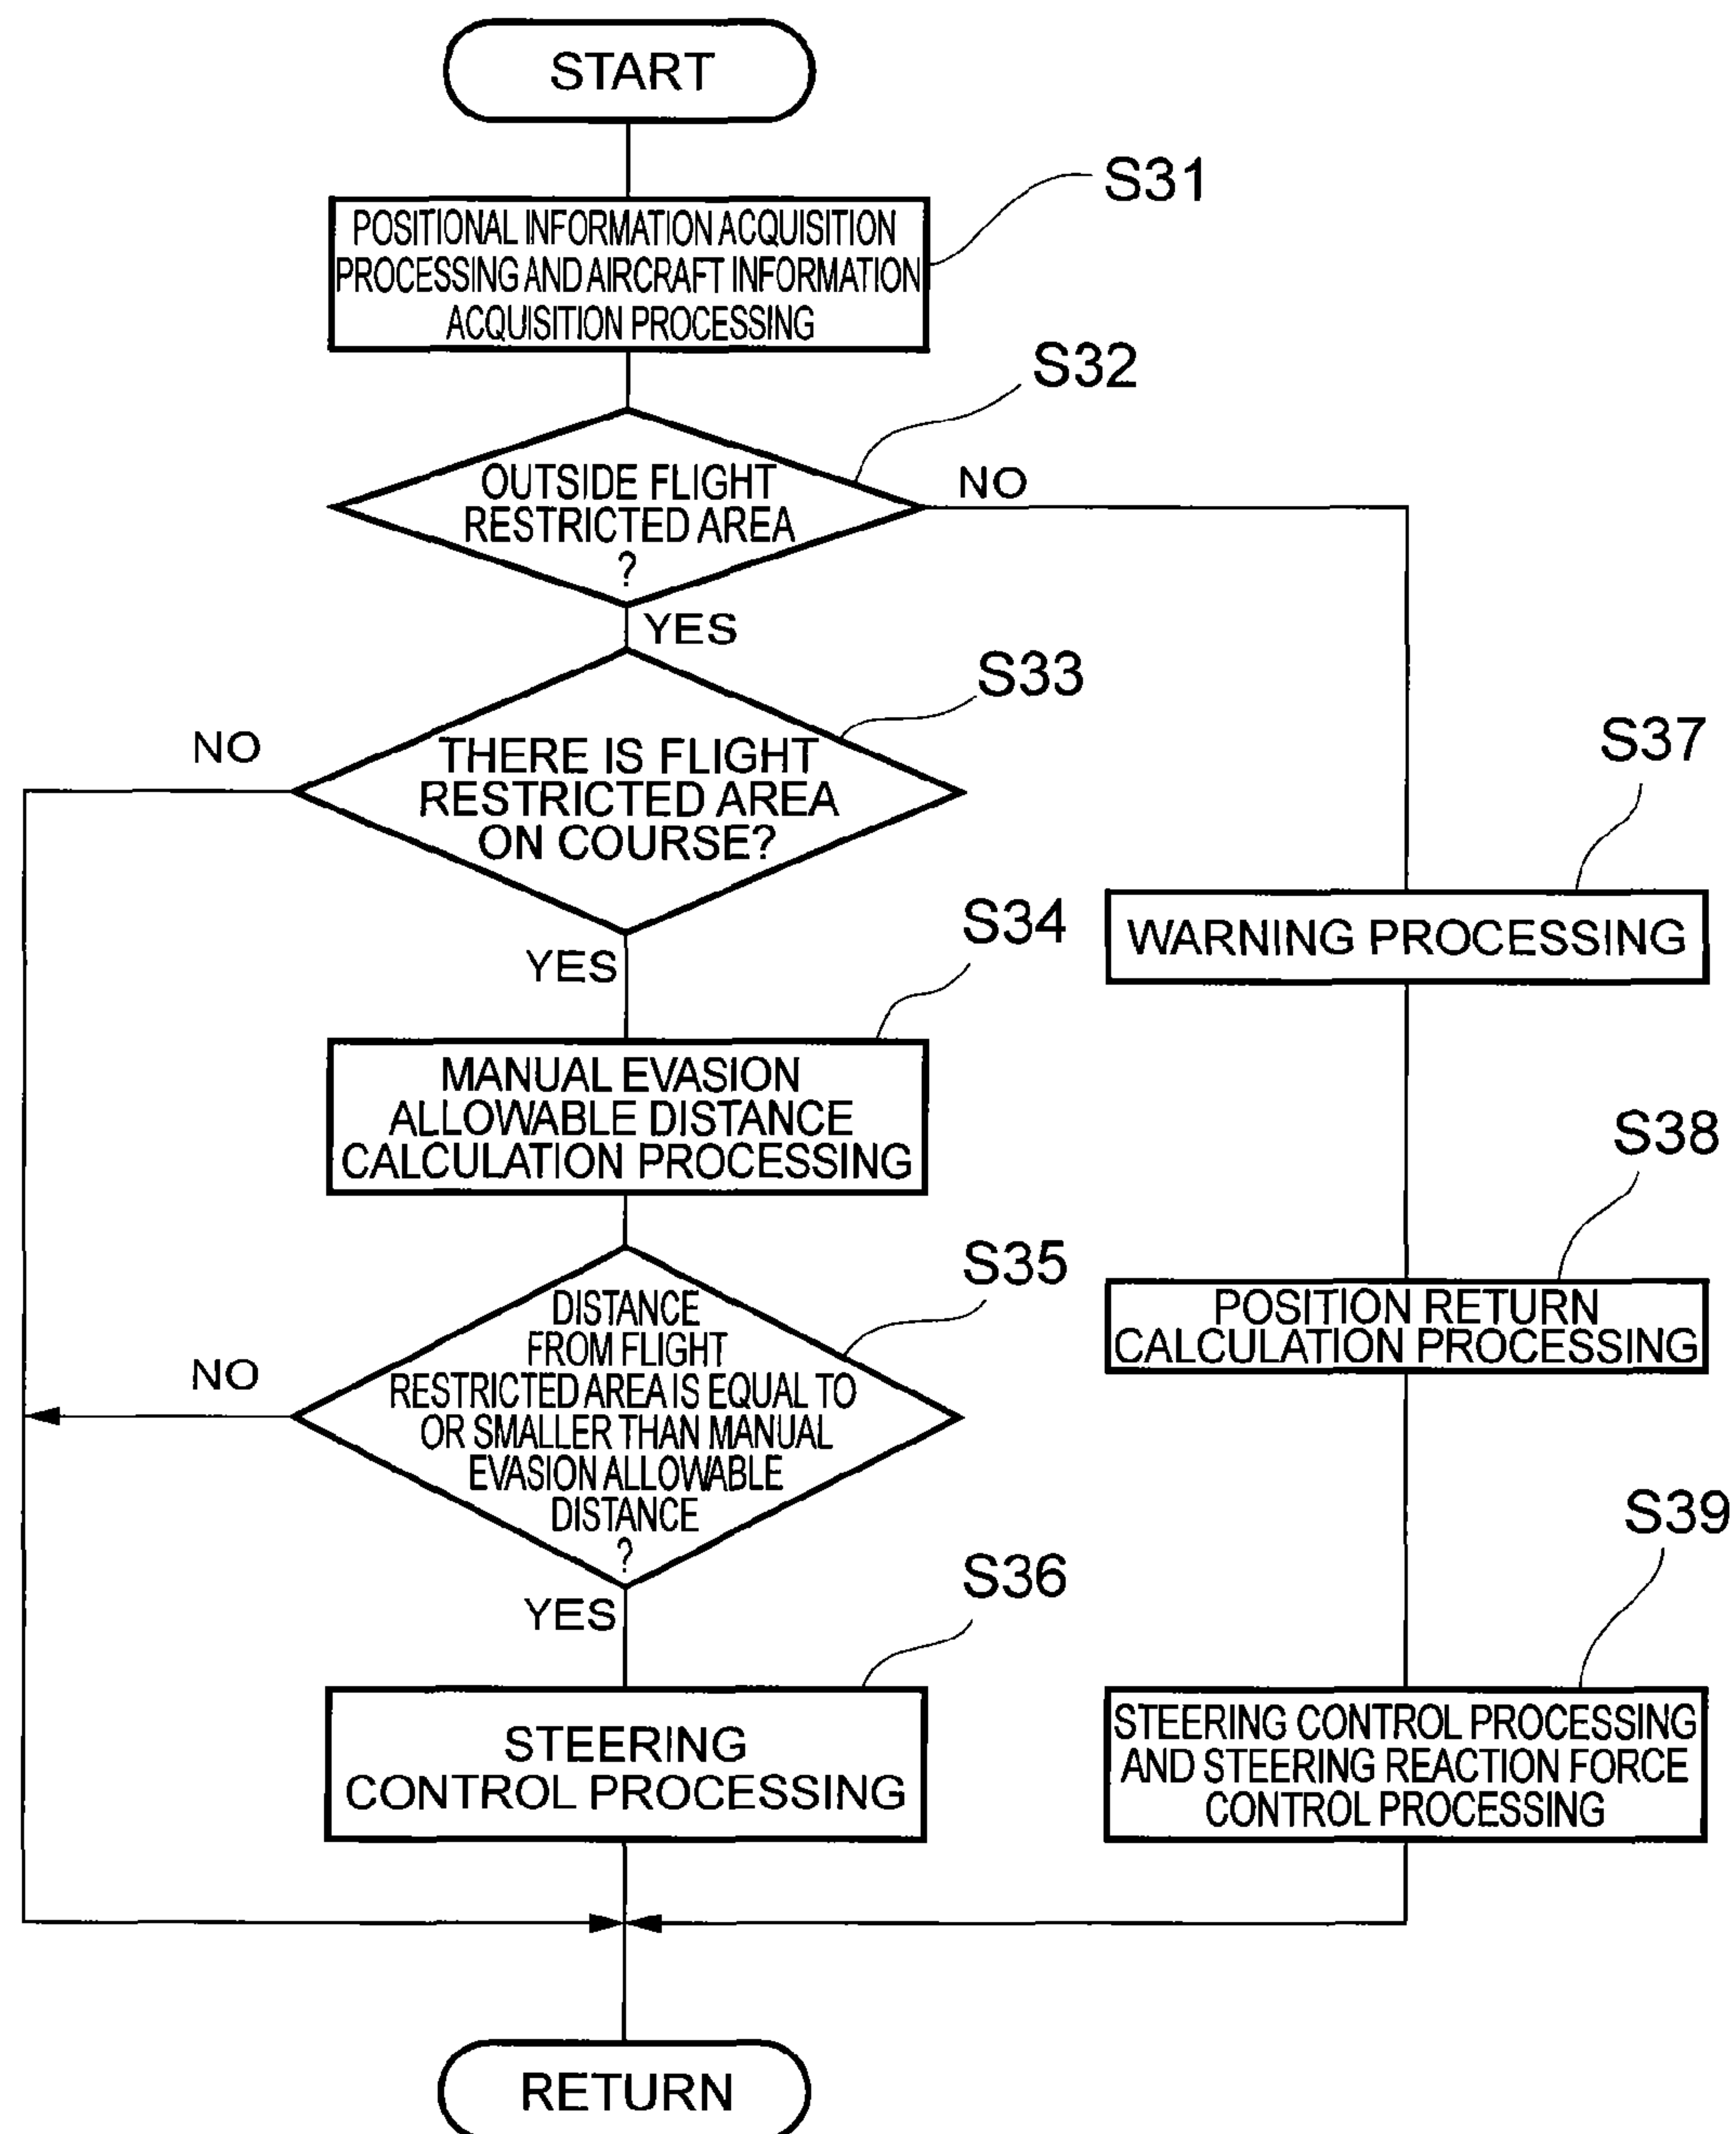 START
S31
POSITIONAL INFORMATION ACQUISITION
PROCESSING AND AIRCRAFT INFORMATION
ACQUISITION PROCESSING
S32
OUTSIDE FLIGHT
RESTRICTED AREA
?
NO
YES
S33
NO
THERE IS FLIGHT
RESTRICTED AREA
ON COURSE?
YES
S34
MANUAL EVASION
ALLOWABLE DISTANCE
CALCULATION PROCESSING
S35
DISTANCE
FROM FLIGHT
RESTRICTED AREA IS EQUAL TO
OR SMALLER THAN MANUAL
EVASION ALLOWABLE
DISTANCE
?
NO
YES
S36
STEERING
CONTROL PROCESSING
S37
WARNING PROCESSING
S38
POSITION RETURN
CALCULATION PROCESSING
S39
STEERING CONTROL PROCESSING
AND STEERING REACTION FORCE
CONTROL PROCESSING
RETURN